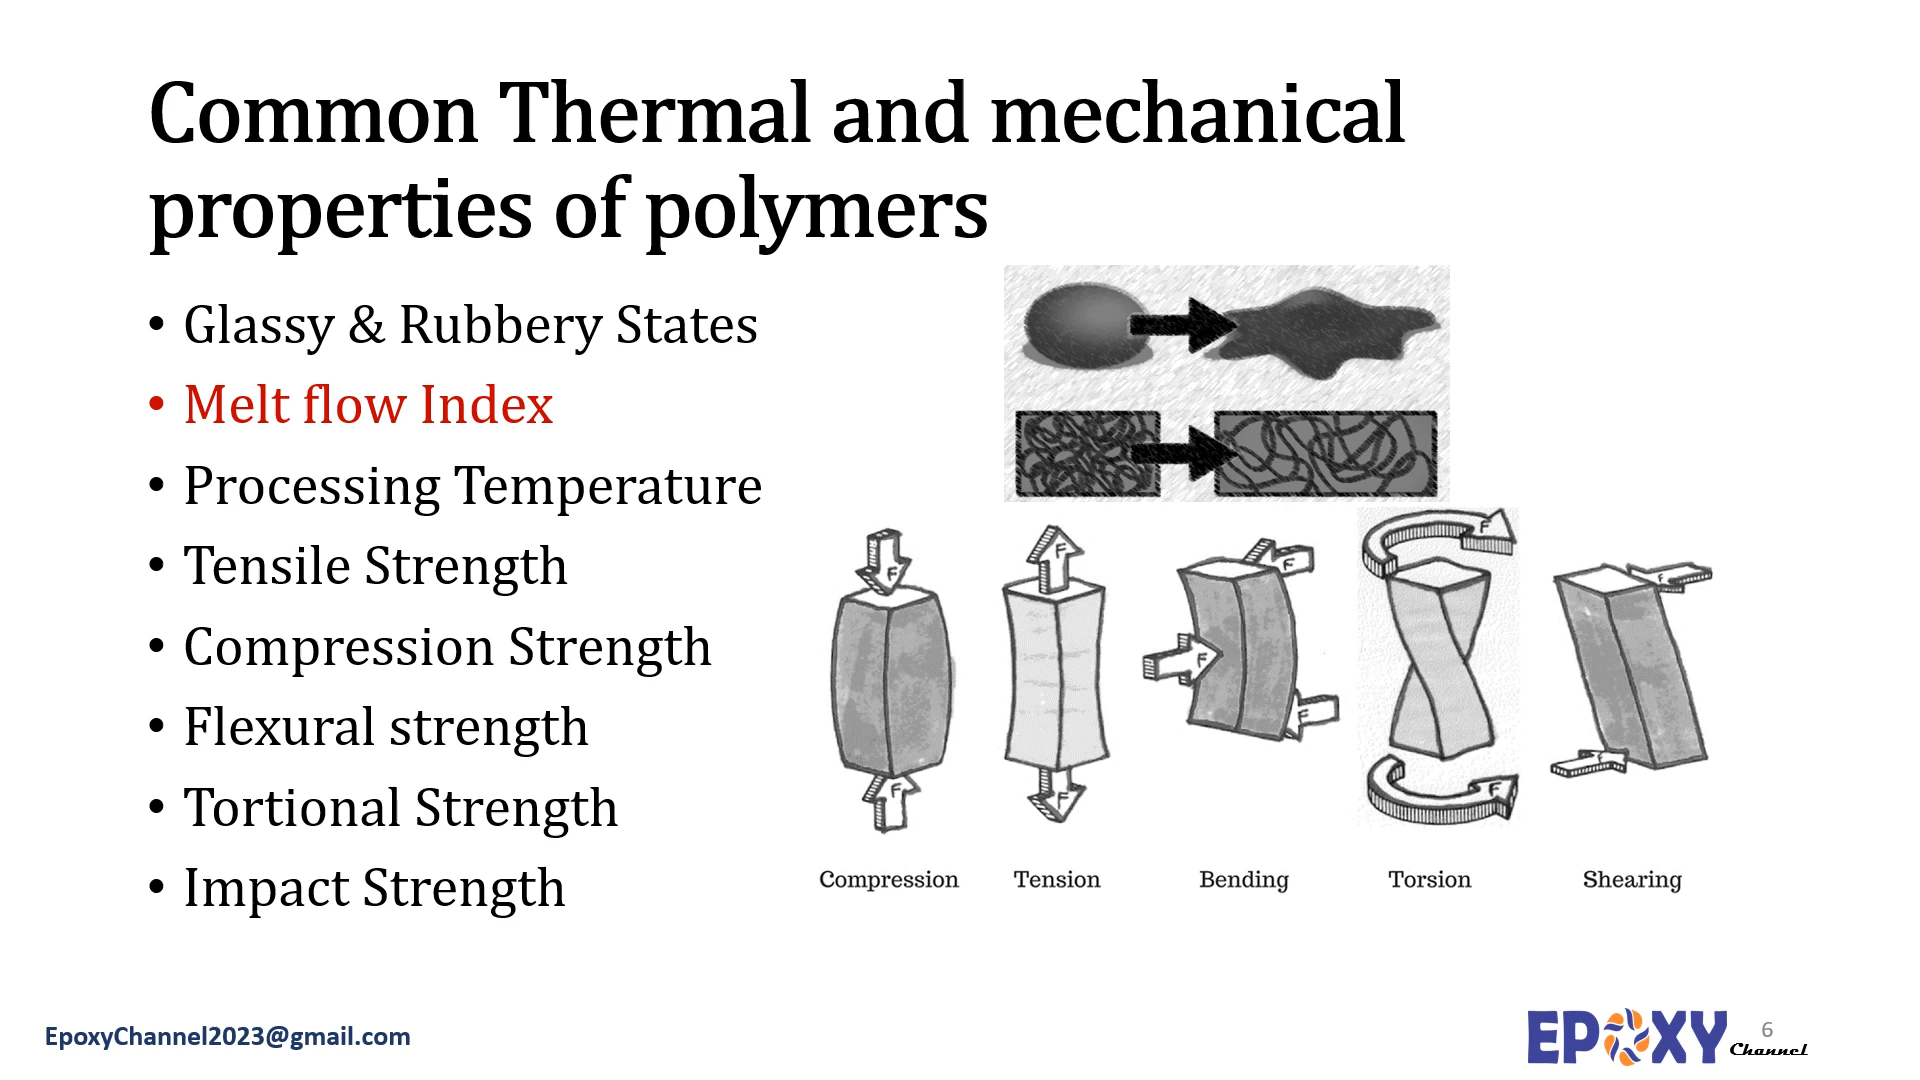 Common Thermal and mechanical
properties of polymers
• Glassy & Rubbery States
• Melt flow Index
• Processing Temperature
• Tensile Strength
• Compression Strength
• Flexural strength
• Tortional Strength
• Impact Strength
F
F
F
F
F
F
F
F
F
F
Compression
Tension
Bending
Torsion
Shearing
EpoxyChannel2023@gmail.com
EPOXY
Channel
6